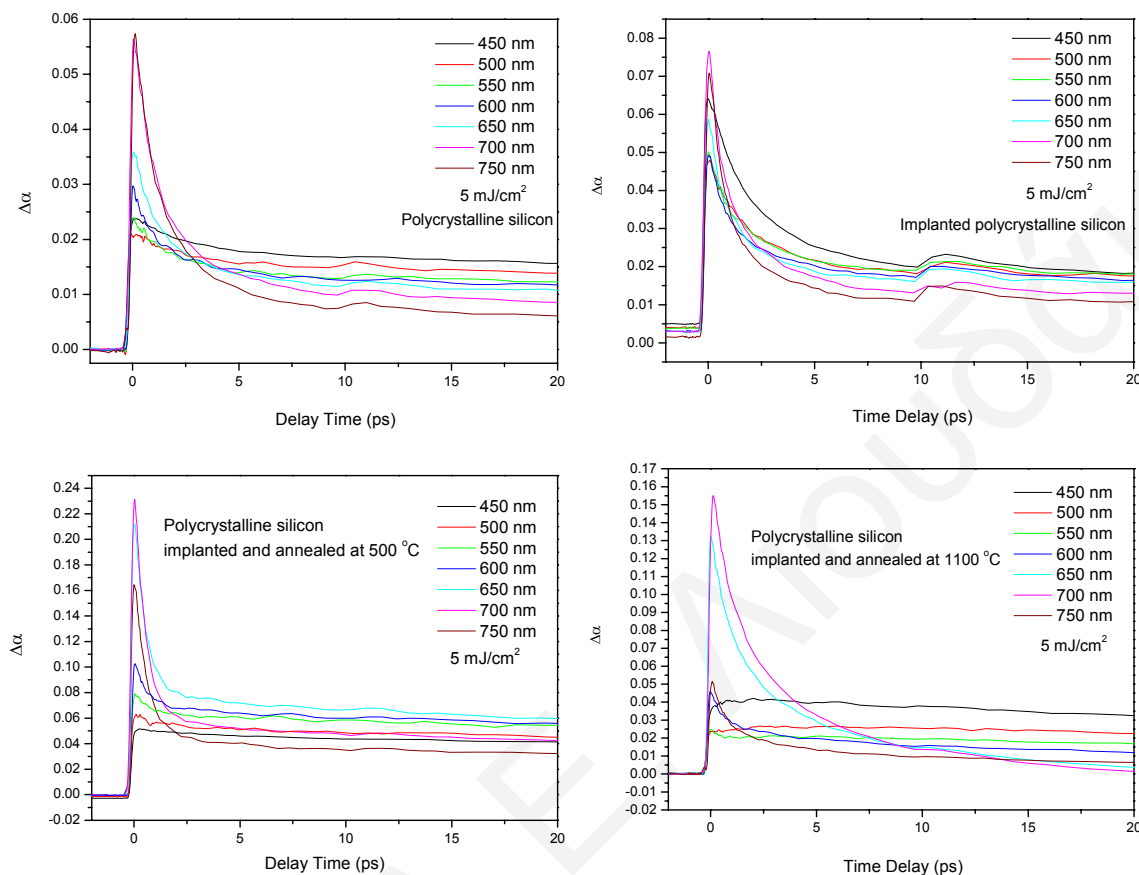 0.06
0.05
0.04
0.03
0.02
0.01
0.00
Δα
450 nm
500 nm
550 nm
600 nm
650 nm
700 nm
750 nm
5 mJ/cm²
Polycrystalline silicon
0 5 10 15 20
Delay Time (ps)
0.08
0.07
0.06
0.05
0.04
0.03
0.02
0.01
0.00
Δα
450 nm
500 nm
550 nm
600 nm
650 nm
700 nm
750 nm
5 mJ/cm²
Implanted polycrystalline silicon
0 5 10 15 20
Time Delay (ps)
0.24
0.22
0.20
0.18
0.16
0.14
0.12
0.10
0.08
0.06
0.04
0.02
0.00
-0.02
Δα
Polycrystalline silicon
implanted and annealed at 500 °C
450 nm
500 nm
550 nm
600 nm
650 nm
700 nm
750 nm
5 mJ/cm²
0 5 10 15 20
Delay Time (ps)
0.17
0.16
0.15
0.14
0.13
0.12
0.11
0.10
0.09
0.08
0.07
0.06
0.05
0.04
0.03
0.02
0.01
0.00
-0.01
-0.02
Δα
Polycrystalline silicon
implanted and annealed at 1100 °C
450 nm
500 nm
550 nm
600 nm
650 nm
700 nm
750 nm
5 mJ/cm²
0 5 10 15 20
Time Delay (ps)